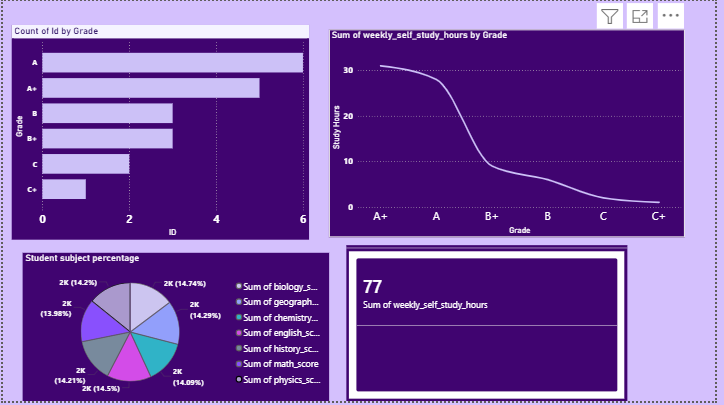 Count of Id by Grade
A
A+
B
B+
C
C+
Grade
0 2 4 6
ID
Sum of weekly_self_study_hours by Grade
30
20
10
0
Study Hours
A+ A B+ B C C+
Grade
Student subject percentage
2K (14.2%)
2K (14.74%)
2K
(13.98%)
2K
(14.29%)
2K
(14.21%)
2K
(14.09%)
2K (14.5%)
Sum of biology_s...
Sum of geograph...
Sum of chemistry...
Sum of english_sc...
Sum of history_sc...
Sum of math_score
Sum of physics_sc...
77
Sum of weekly_self_study_hours